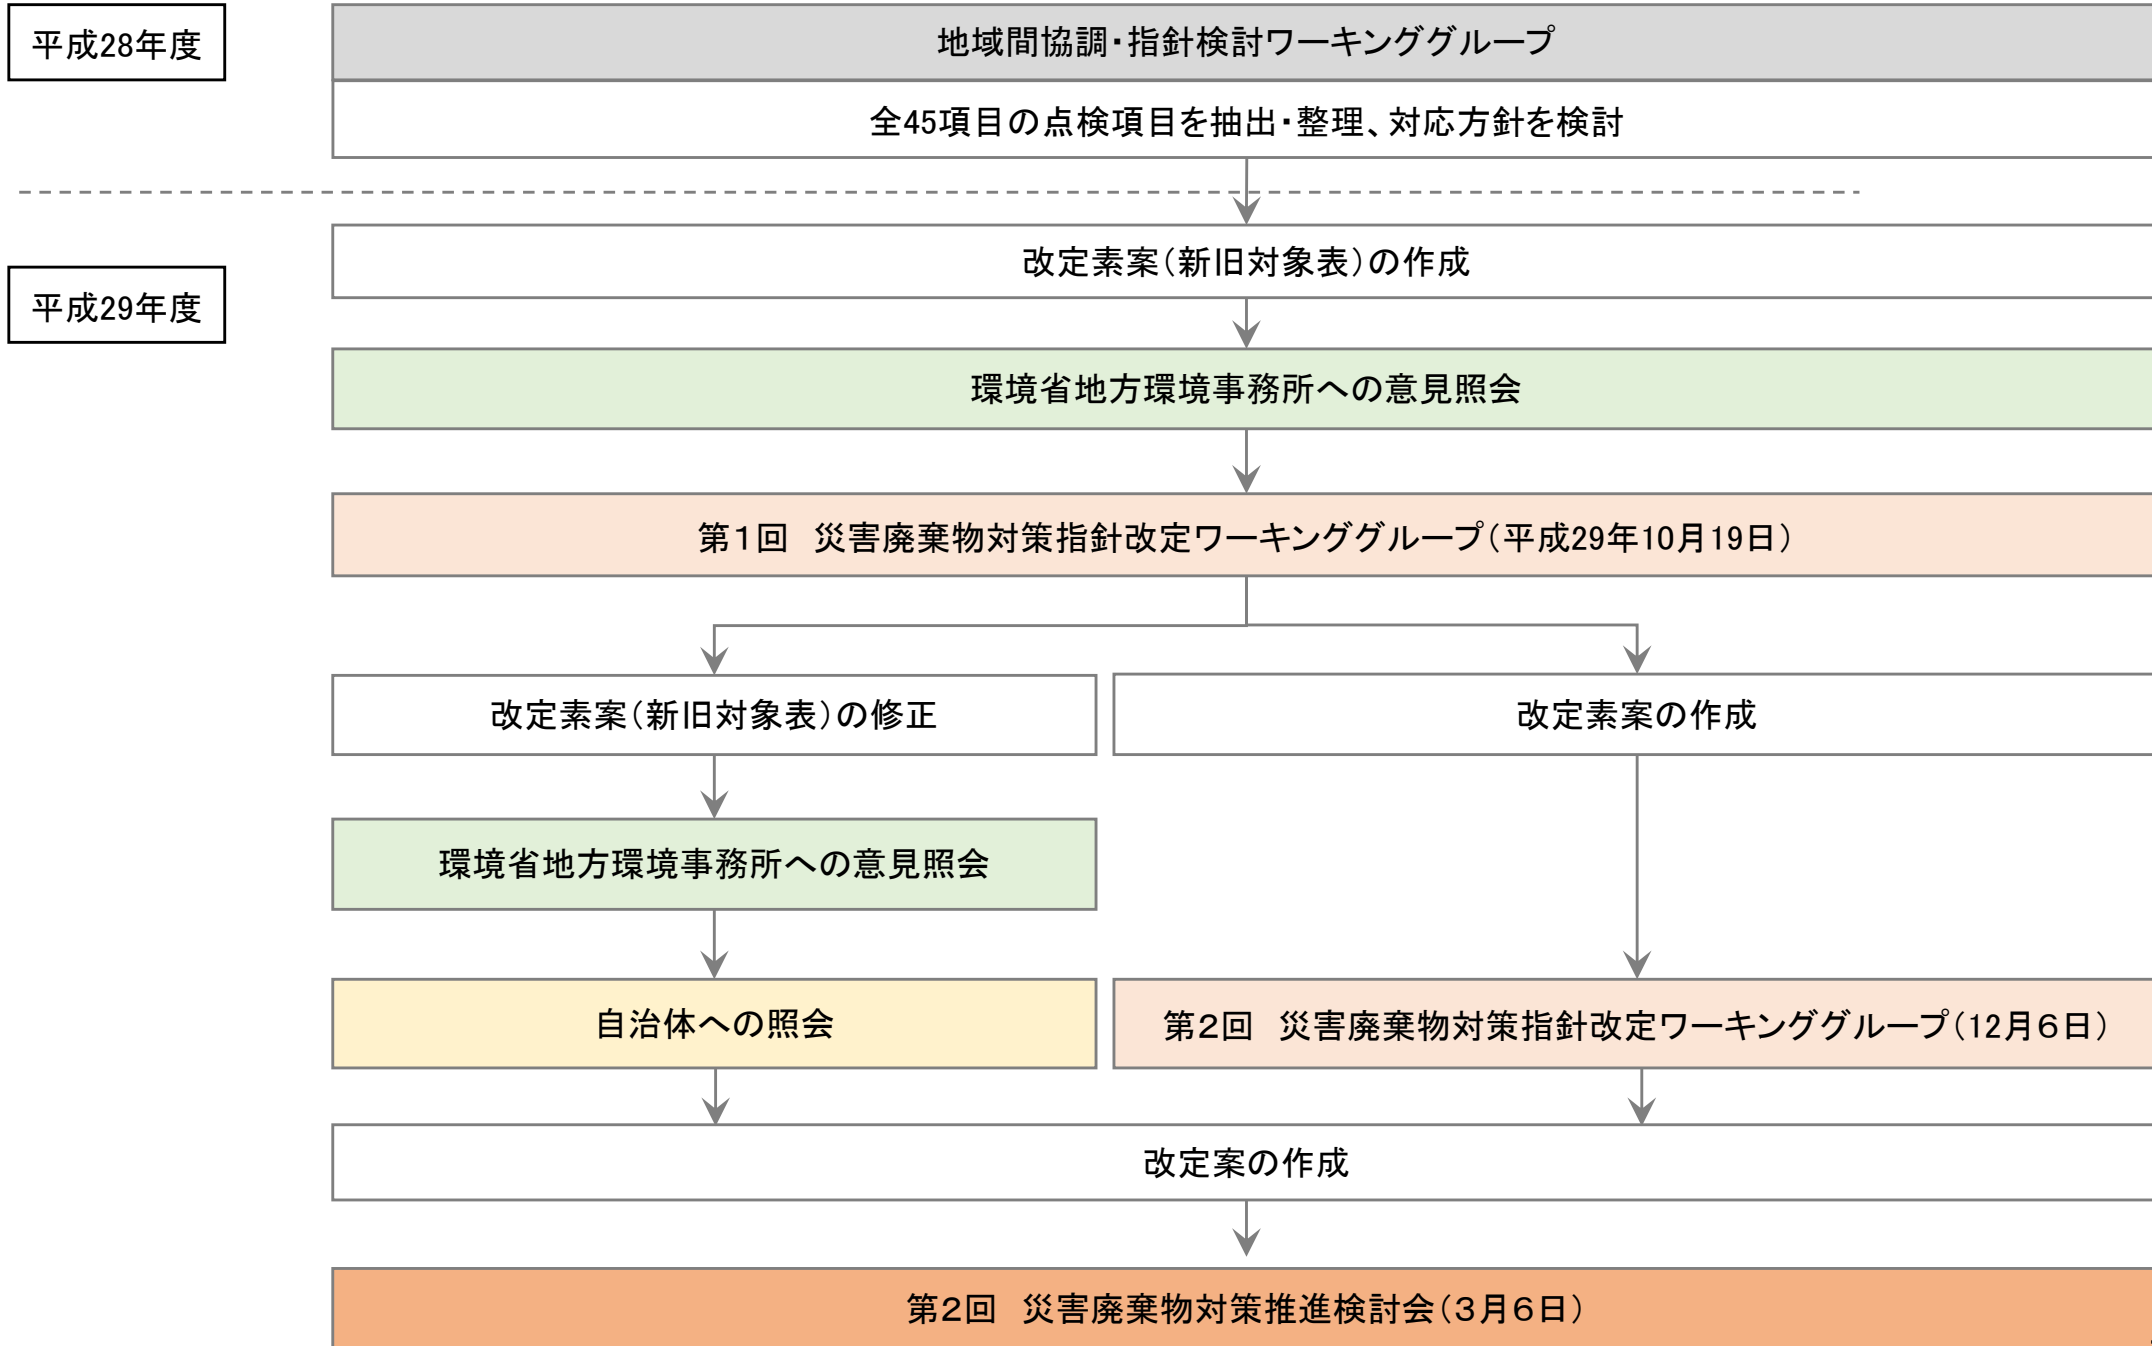 平成28年度
地域間協調・指針検討ワーキンググループ
全45項目の点検項目を抽出・整理、対応方針を検討
改定素案（新旧対象表）の作成
平成29年度
環境省地方環境事務所への意見照会
第１回　災害廃棄物対策指針改定ワーキンググループ（平成29年10月19日）
改定素案（新旧対象表）の修正
改定素案の作成
環境省地方環境事務所への意見照会
自治体への照会
第２回　災害廃棄物対策指針改定ワーキンググループ（12月６日）
改定案の作成
第２回　災害廃棄物対策推進検討会（３月６日）